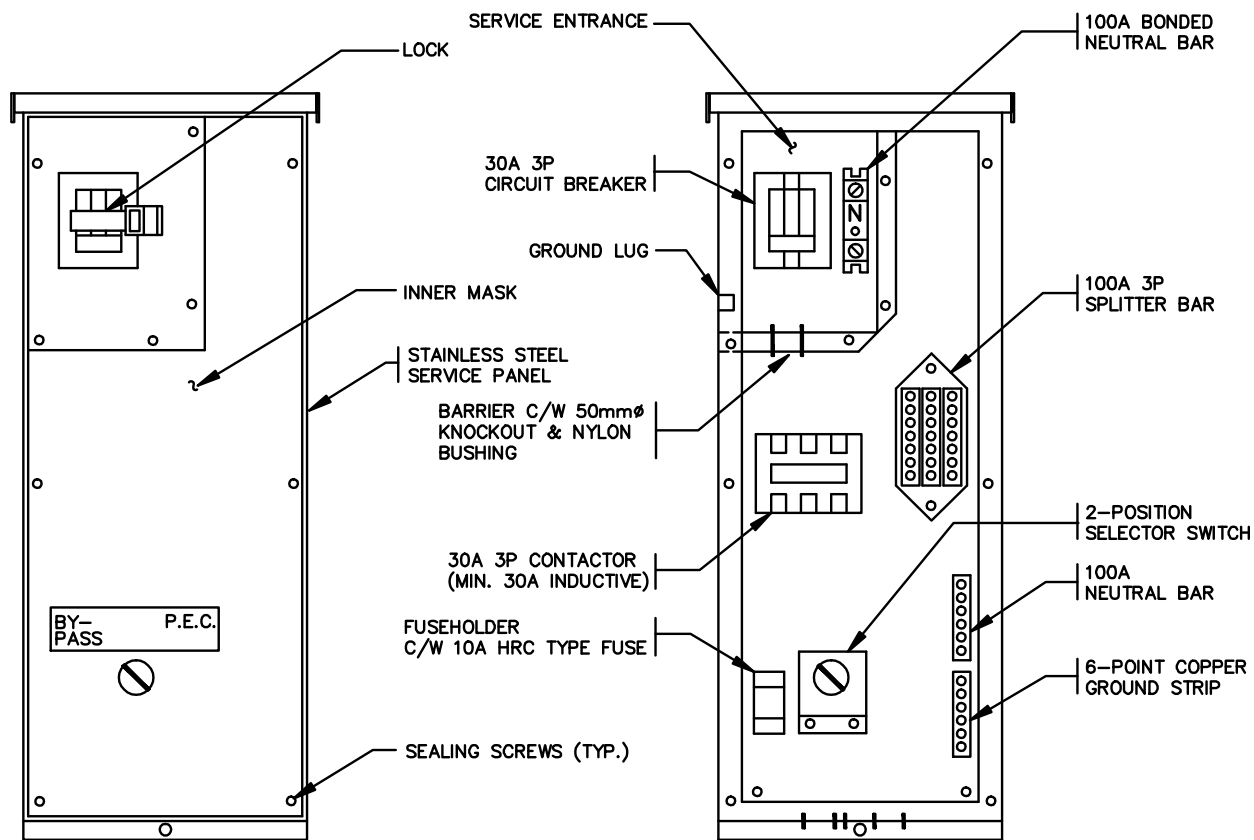 SERVICE ENTRANCE
100A BONDED
NEUTRAL BAR
LOCK
30A 3P
CIRCUIT BREAKER
N
GROUND LUG
INNER MASK
100A 3P
SPLITTER BAR
STAINLESS STEEL
SERVICE PANEL
BARRIER C/W 50mmø
KNOCKOUT & NYLON
BUSHING
2-POSITION
SELECTOR SWITCH
30A 3P CONTACTOR
(MIN. 30A INDUCTIVE)
100A
NEUTRAL BAR
BY- P.E.C.
PASS
FUSEHOLDER
C/W 10A HRC TYPE FUSE
6-POINT COPPER
GROUND STRIP
SEALING SCREWS (TYP.)